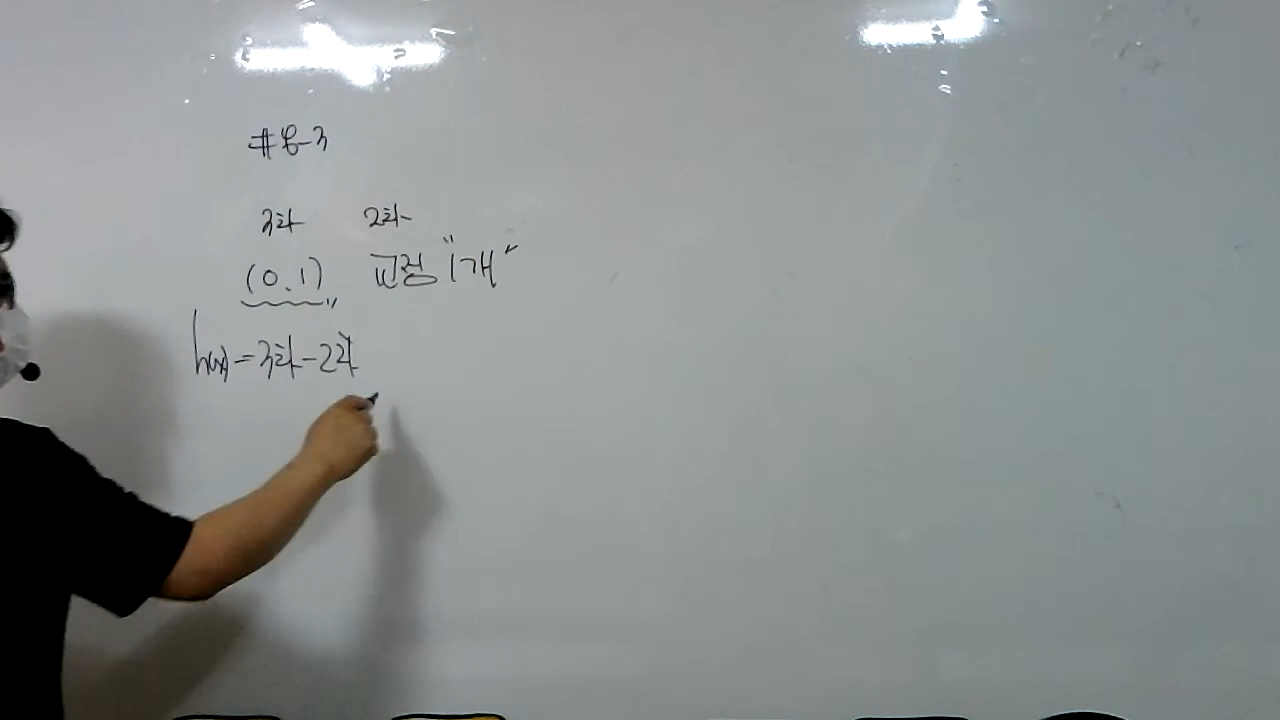 #8-3
3차 2차
(0,1) 교점 "1개"
h(x)=3차-2차